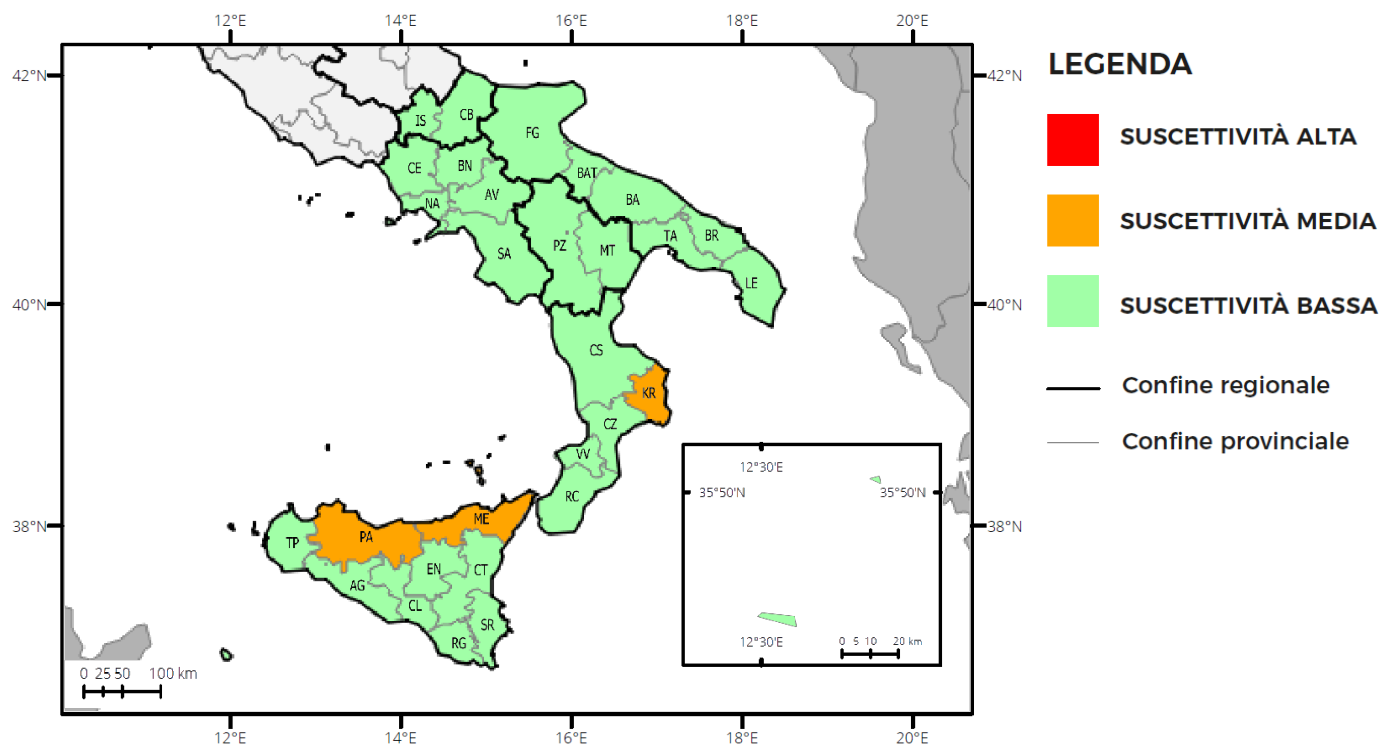 12°E 14°E 16°E 18°E 20°E
42°N 42°N
40°N 40°N
38°N 38°N
IS CB FG
CE BN BAT
AV BA
NA
SA PZ MT TA BR
LE
CS
KR
CZ
VV
RC
TP PA ME
AG EN CT
CL SR
RG
0 25 50 100 km
12°30'E
35°50'N 35°50'N
12°30'E
0 5 10 20 km
12°E 14°E 16°E 18°E 20°E
LEGENDA
SUSCETTIVITÀ ALTA
SUSCETTIVITÀ MEDIA
SUSCETTIVITÀ BASSA
Confine regionale
Confine provinciale